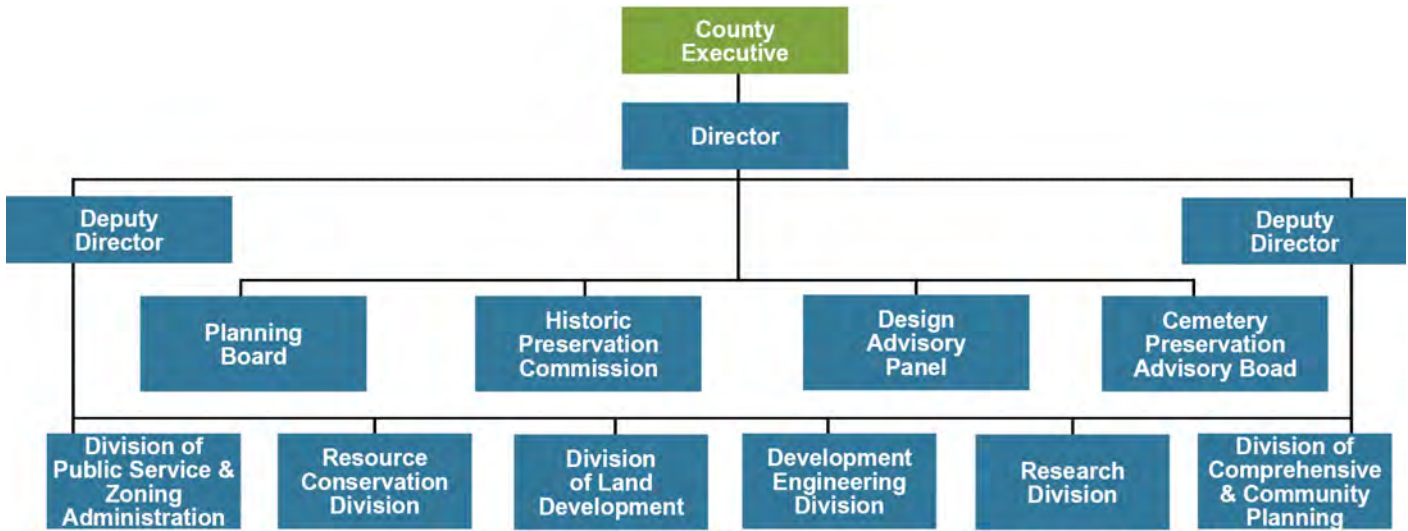 County
Executive
Director
Deputy
Director
Deputy
Director
Planning
Board
Historic
Preservation
Commission
Design
Advisory
Panel
Cemetery
Preservation
Advisory Boad
Division of
Public Service &
Zoning
Administration
Resource
Conservation
Division
Division
of Land
Development
Development
Engineering
Division
Research
Division
Division of
Comprehensive
& Community
Planning